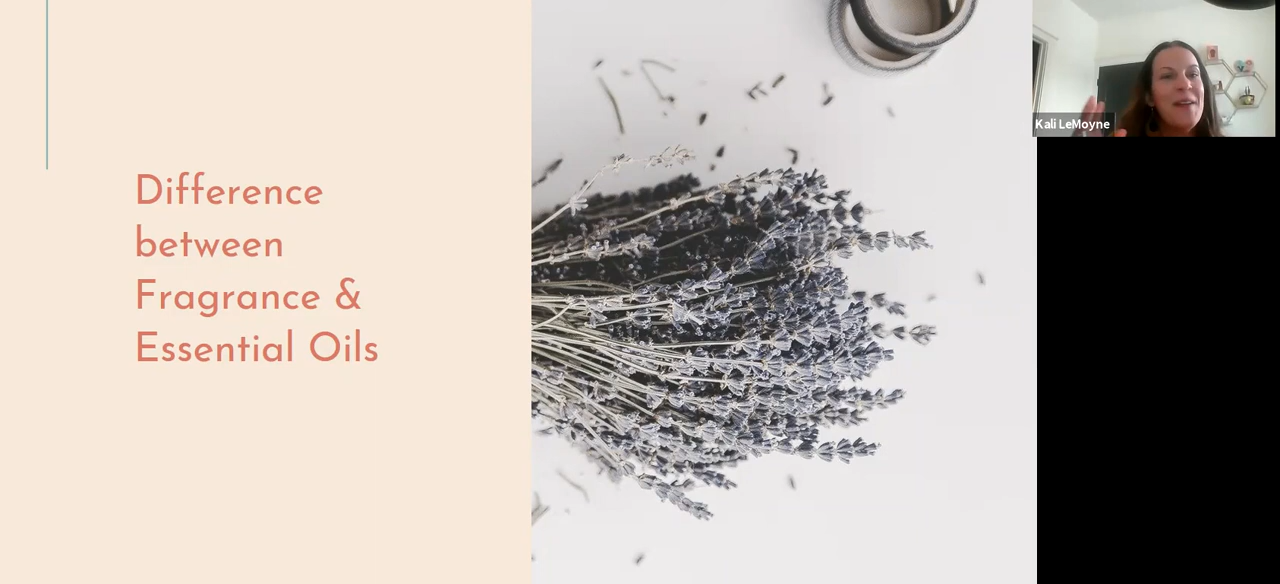 Difference
between
Fragrance &
Essential Oils
Kali LeMoyne